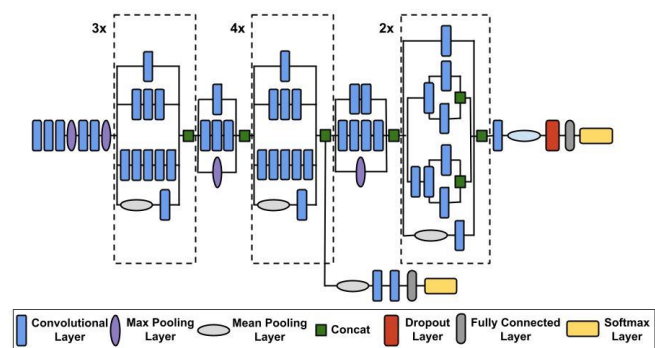 3x
4x
2x
Convolutional Layer
Max Pooling Layer
Mean Pooling Layer
Concat
Dropout Layer
Fully Connected Layer
Softmax Layer